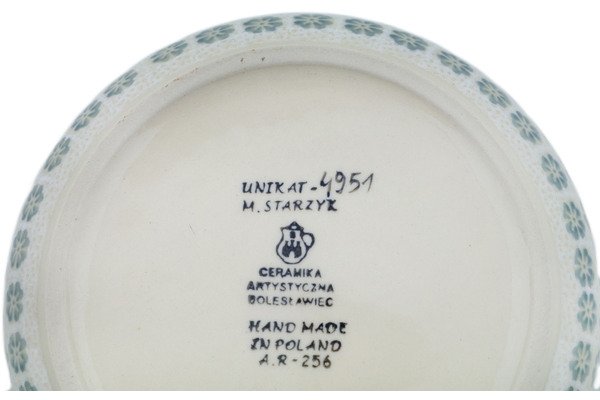 UNIKAT-4951
M.STARZYK
B
CERAMIKA
ARTYSTYCZNA
BOLESŁAWIEC
HAND MADE
IN POLAND
A.R-256